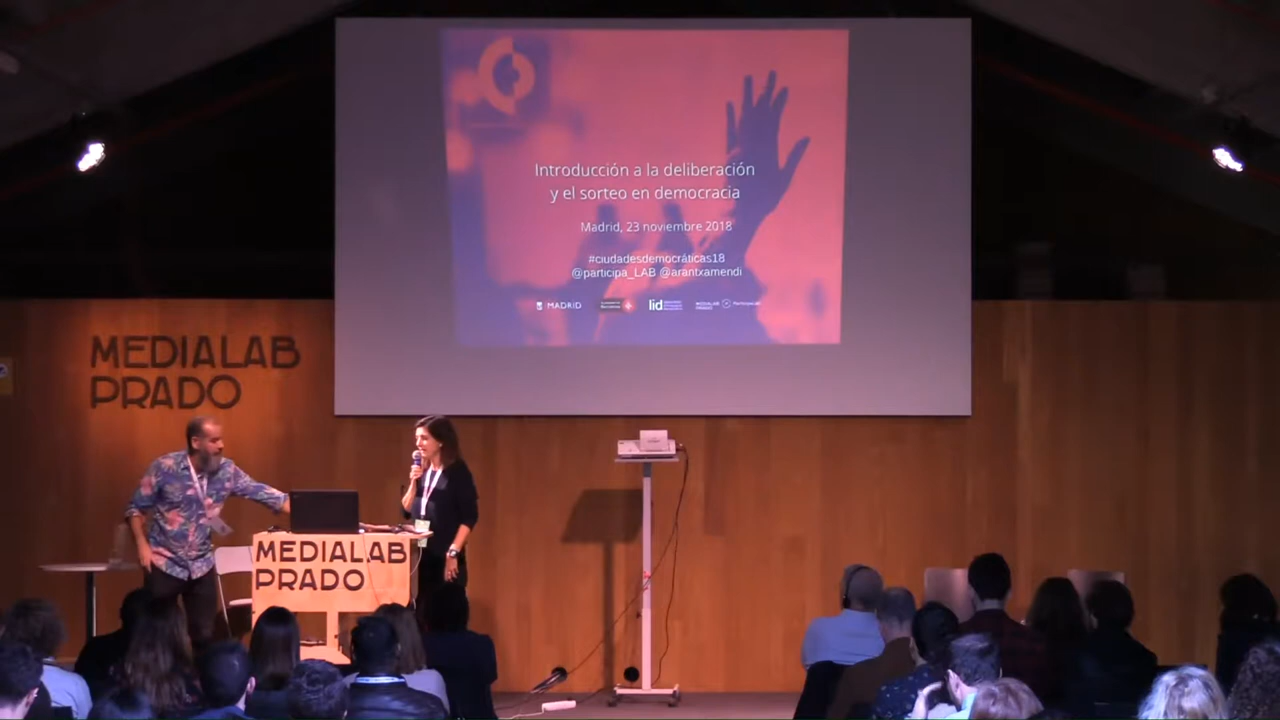 Introducción a la deliberación
y el sorteo en democracia
Madrid, 23 noviembre 2018
#ciudadesdemocráticas18
@participa_LAB @arantxamendi
MADRID
lid
MEDIALAB
PRADO
MEDIALAB
PRADO